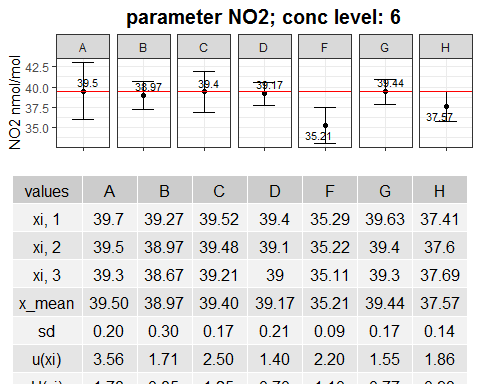 parameter NO2; conc level: 6
A B C D F G H
NO2 nmol/mol
42.5
40.0
37.5
35.0
39.5 38.97 39.4 39.17 35.21 39.44 37.57
values A B C D F G H
xi, 1 39.7 39.27 39.52 39.4 35.29 39.63 37.41
xi, 2 39.5 38.97 39.48 39.1 35.22 39.4 37.6
xi, 3 39.3 38.67 39.21 39 35.11 39.3 37.69
x_mean 39.50 38.97 39.40 39.17 35.21 39.44 37.57
sd 0.20 0.30 0.17 0.21 0.09 0.17 0.14
u(xi) 3.56 1.71 2.50 1.40 2.20 1.55 1.86